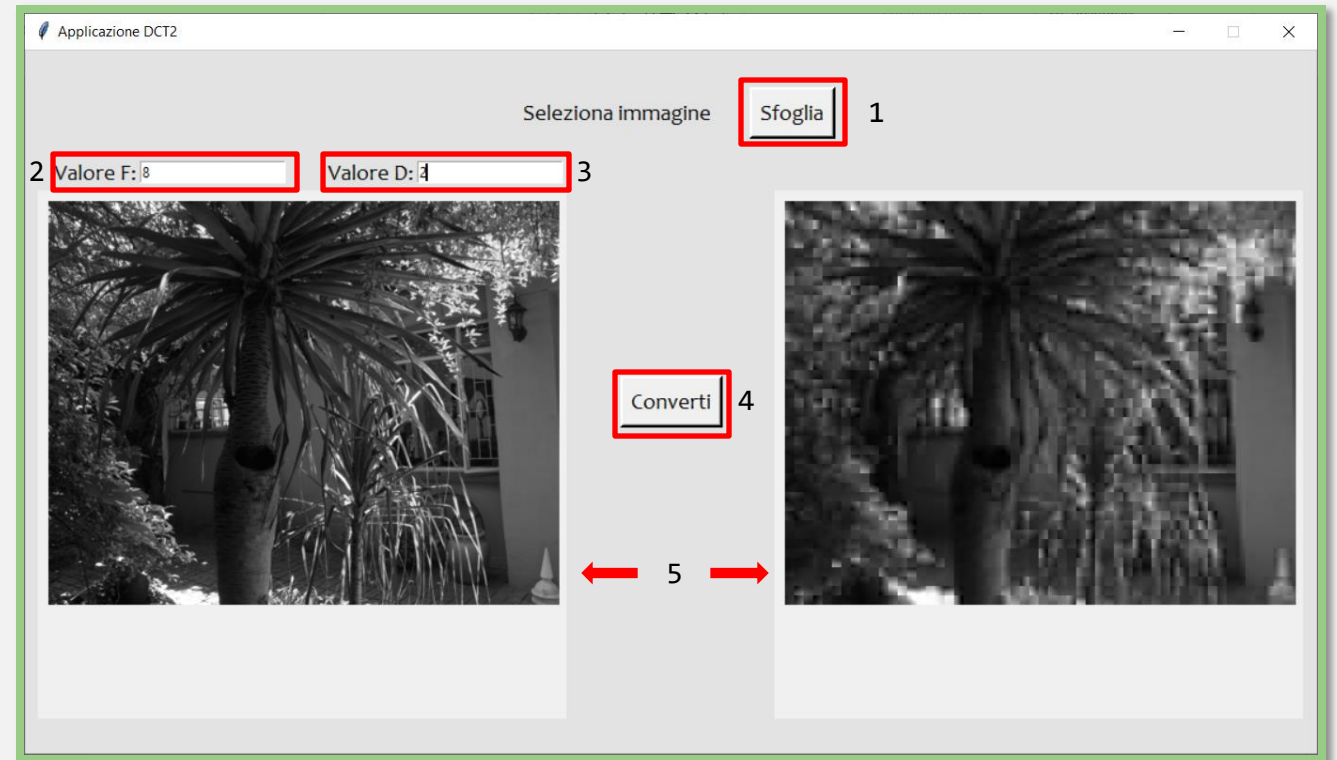 Applicazione DCT2
Seleziona immagine Sfoglia 1
2 Valore F: 8 Valore D: 2 3
Converti 4
5